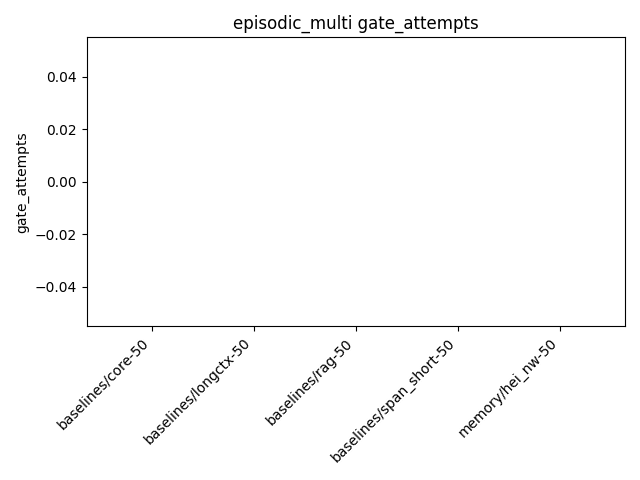 episodic_multi gate_attempts
gate_attempts
0.04
0.02
0.00
−0.02
−0.04
baselines/core-50
baselines/longctx-50
baselines/rag-50
baselines/span_short-50
memory/hei_nw-50